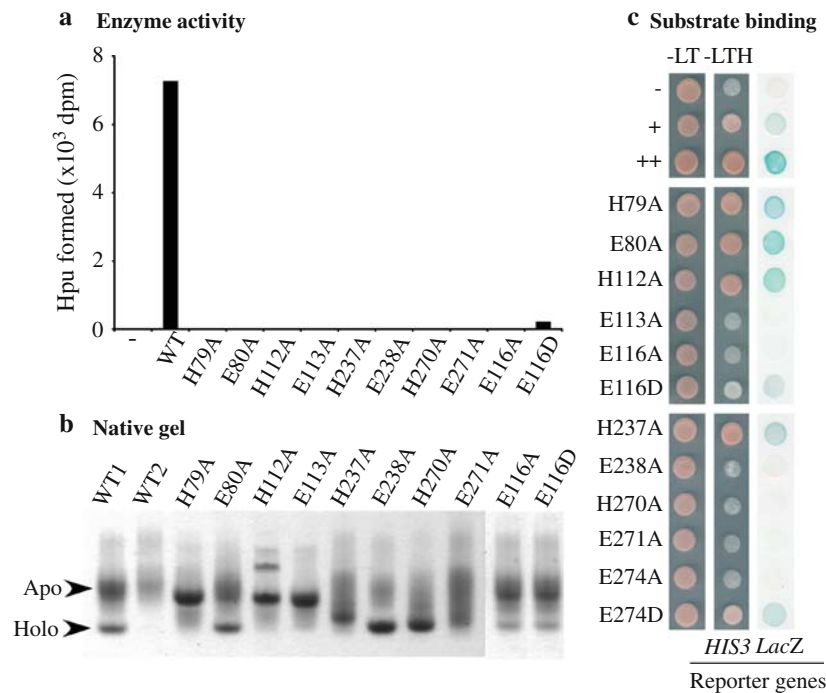 a Enzyme activity
Hpu formed (x10³ dpm)
8
6
4
2
0
-
WT
H79A
E80A
H112A
E113A
H237A
E238A
H270A
E271A
E116A
E116D
b Native gel
WT1
WT2
H79A
E80A
H112A
E113A
H237A
E238A
H270A
E271A
E116A
E116D
Apo
Holo
c Substrate binding
-LT -LTH
-
+
++
H79A
E80A
H112A
E113A
E116A
E116D
H237A
E238A
H270A
E271A
E274A
E274D
HIS3 LacZ
Reporter genes